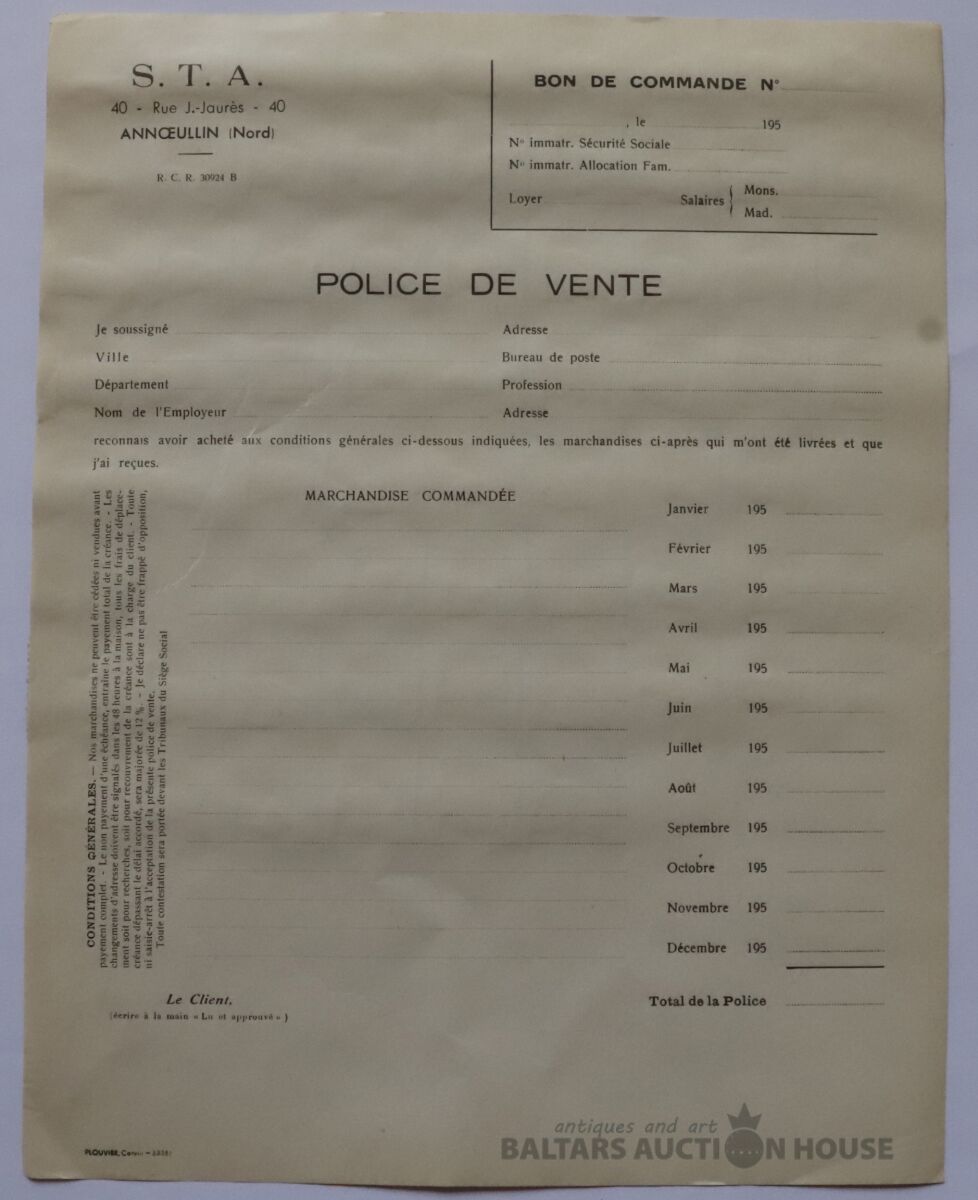 S. T. A.
40 - Rue J.-Jaurès - 40
ANNŒULLIN (Nord)
R. C. R. 30924 B
BON DE COMMANDE N°
, le 195
N° immatr. Sécurité Sociale
N° immatr. Allocation Fam.
Loyer Salaires { Mons.
Mad.
POLICE DE VENTE
Je soussigné Adresse
Ville Bureau de poste
Département Profession
Nom de l'Employeur Adresse
reconnais avoir acheté aux conditions générales ci-dessous indiquées, les marchandises ci-après qui m'ont été livrées et que
j'ai reçues.
CONDITIONS GÉNÉRALES. — Nos marchandises ne peuvent être cédées ni vendues avant
payement complet. - Le non payement d'une échéance, entraîne le payement total de la créance. - Les
changements d'adresse doivent être signalés dans les 48 heures à la maison, tous les frais de déplace-
ment soit pour recherches, soit pour recouvrement de la créance sont à la charge du client. - Toute
créance dépassant le délai accordé, sera majorée de 12 %. - Je déclare ne pas être frappé d'opposition,
ni saisie-arrêt à l'acceptation de la présente police de vente.
Toute contestation sera portée devant les Tribunaux du Siège Social
MARCHANDISE COMMANDÉE
Janvier 195
Février 195
Mars 195
Avril 195
Mai 195
Juin 195
Juillet 195
Août 195
Septembre 195
Octobre 195
Novembre 195
Décembre 195
Le Client,
(écrire à la main « Lu et approuvé » )
Total de la Police
PLOUVIER, Carvin —
antiques and art
BALTARS AUCTION HOUSE